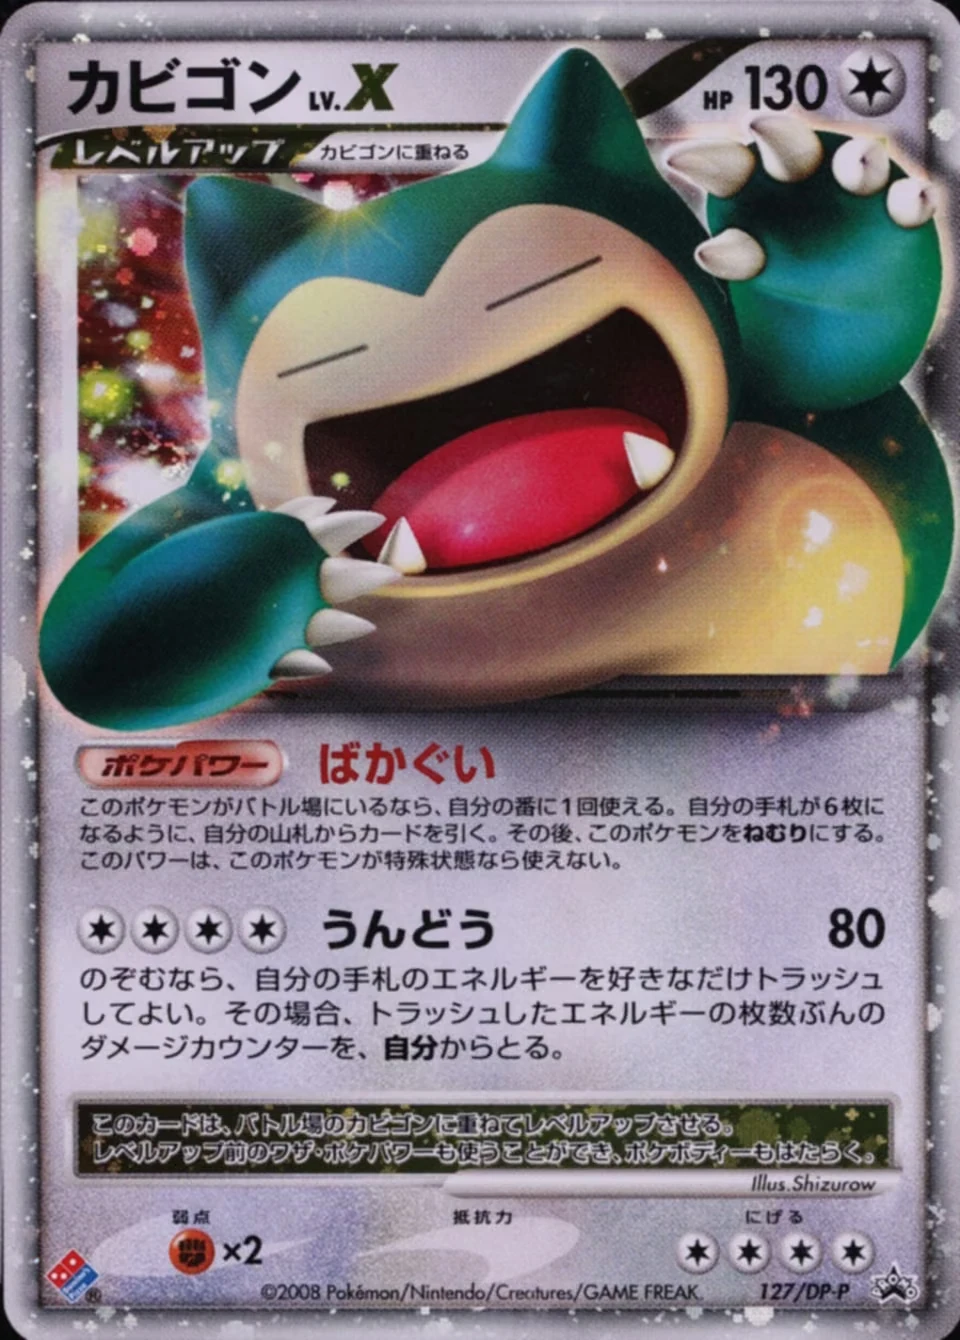 カビゴン LV.X HP 130
レベルアップ カビゴンに重ねる
ポケパワー ばかぐい
このポケモンがバトル場にいるなら、自分の番に1回使える。自分の手札が6枚に
なるように、自分の山札からカードを引く。その後、このポケモンをねむりにする。
このパワーは、このポケモンが特殊状態なら使えない。
うんどう 80
のぞむなら、自分の手札のエネルギーを好きなだけトラッシュ
してよい。その場合、トラッシュしたエネルギーの枚数ぶんの
ダメージカウンターを、自分からとる。
このカードは、バトル場のカビゴンに重ねてレベルアップさせる。
レベルアップ前のワザ・ポケパワーも使うことができ、ポケボディーもはたらく。
Illus.Shizurow
弱点 抵抗力 にげる
×2
©2008 Pokémon/Nintendo/Creatures/GAME FREAK. 127/DP-P